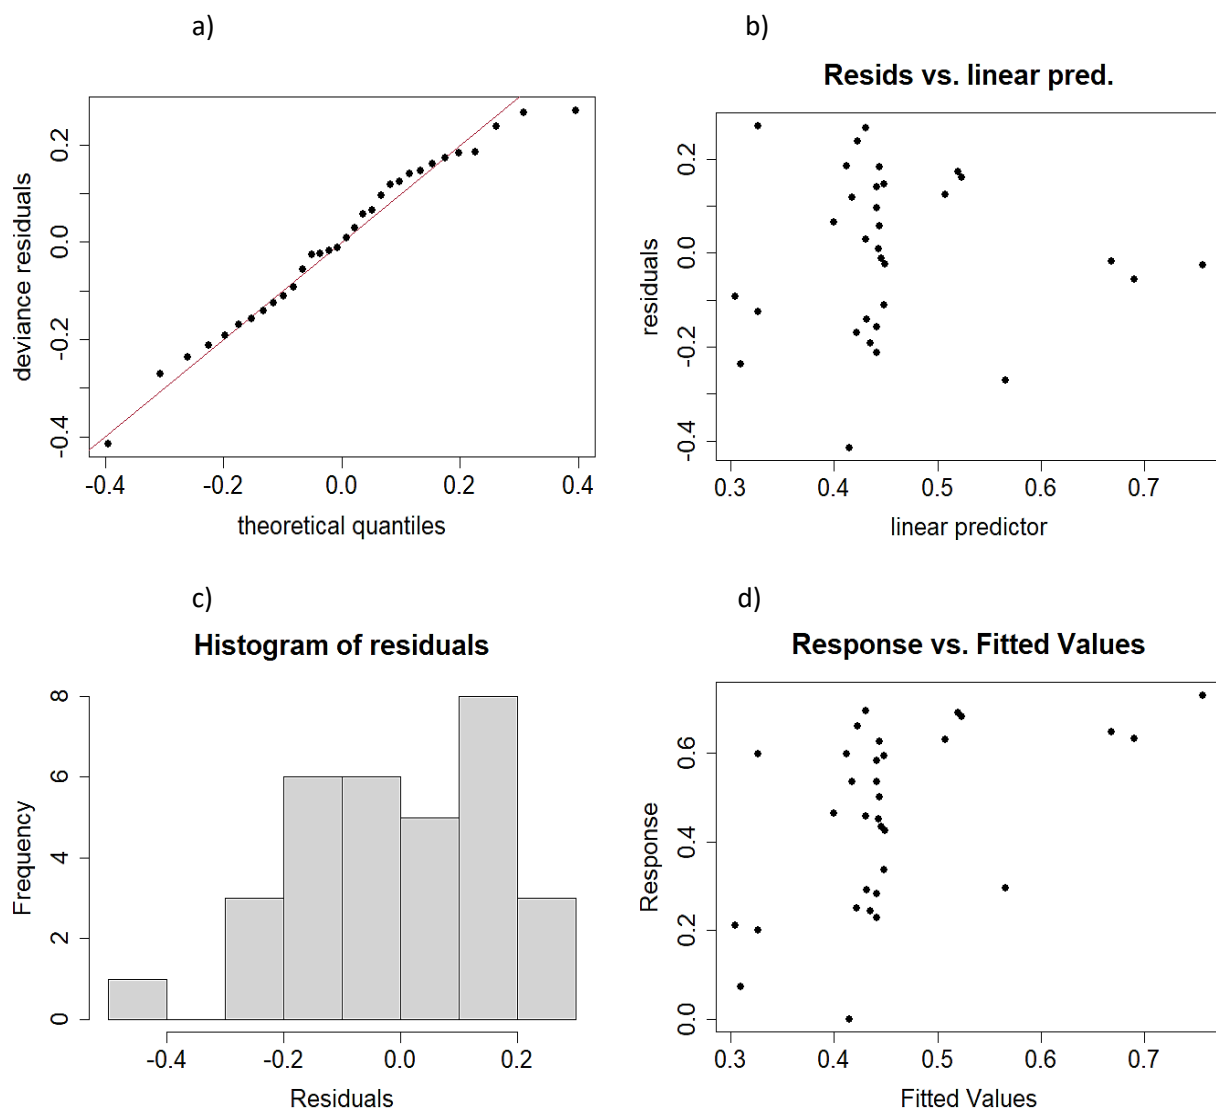 a)
deviance residuals
-0.4 -0.2 0.0 0.2
-0.4 -0.2 0.0 0.2 0.4
theoretical quantiles
b)
Resids vs. linear pred.
residuals
-0.4 -0.2 0.0 0.2
0.3 0.4 0.5 0.6 0.7
linear predictor
c)
Histogram of residuals
Frequency
0 2 4 6 8
-0.4 -0.2 0.0 0.2
Residuals
d)
Response vs. Fitted Values
Response
0.0 0.2 0.4 0.6
0.3 0.4 0.5 0.6 0.7
Fitted Values